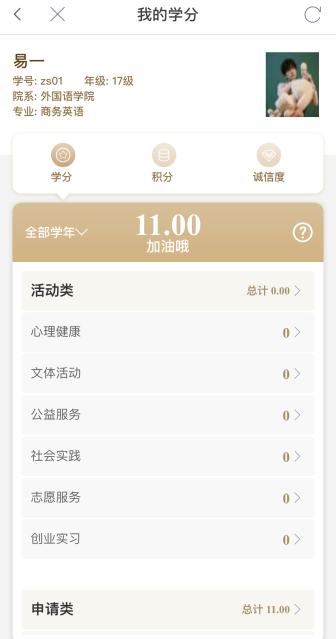 我的学分
易一
学号: zs01 年级: 17级
院系: 外国语学院
专业: 商务英语
学分 积分 诚信度
全部学年 11.00 ?
加油哦
活动类 总计 0.00
心理健康 0
文体活动 0
公益服务 0
社会实践 0
志愿服务 0
创业实习 0
申请类 总计 11.00